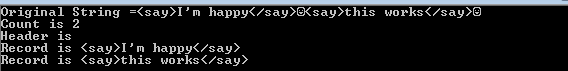 Original String =<say>I'm happy</say>☺<say>this works</say>☺
Count is 2
Header is
Record is <say>I'm happy</say>
Record is <say>this works</say>